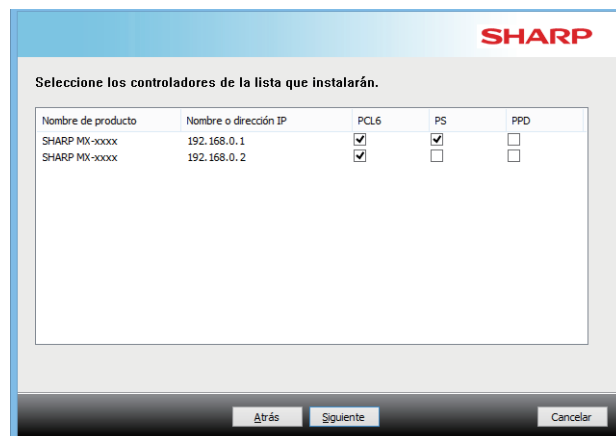 SHARP
Seleccione los controladores de la lista que instalarán.
Nombre de producto Nombre o dirección IP PCL6 PS PPD
SHARP MX-xxxx 192.168.0.1
SHARP MX-xxxx 192.168.0.2
Atrás Siguiente Cancelar